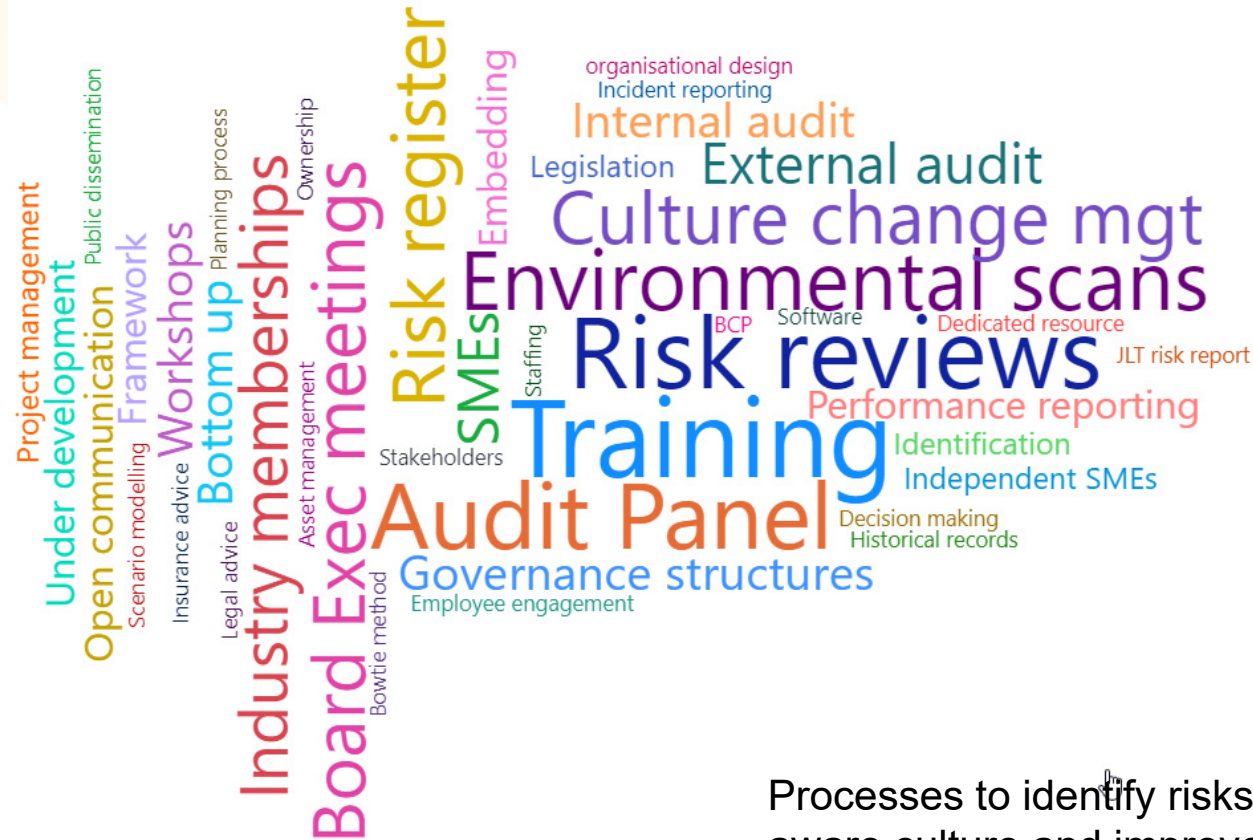 Project management
Under development
Public dissemination
Open communication
Framework
Scenario modelling
Workshops
Insurance advice
Planning process
Bottom up
Legal advice
Industry memberships
Ownership
Asset management
Board Exec meetings
Bowtie method
Risk register
Embedding
SMEs
Staffing
organisational design
Incident reporting
Internal audit
Legislation
External audit
Culture change mgt
Environmental scans
BCP
Software
Dedicated resource
Risk reviews
JLT risk report
Performance reporting
Training
Identification
Stakeholders
Independent SMEs
Audit Panel
Decision making
Historical records
Governance structures
Employee engagement
Processes to identify risks
aware culture and improve